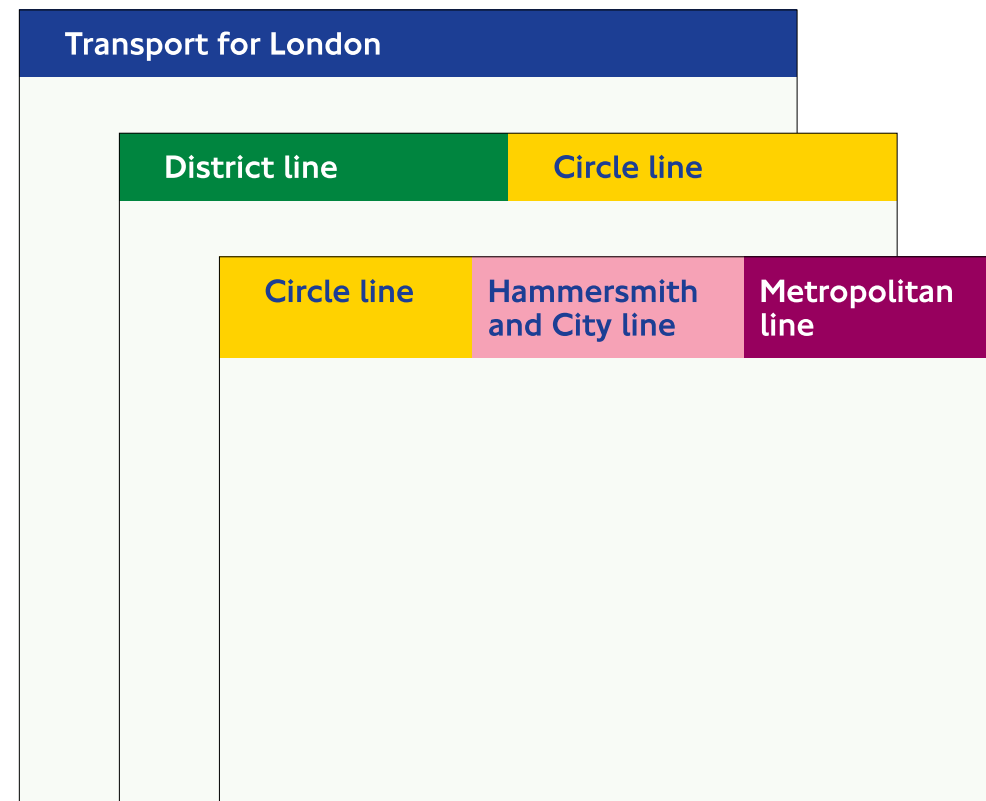 Transport for London
District line
Circle line
Circle line
Hammersmith
and City line
Metropolitan
line